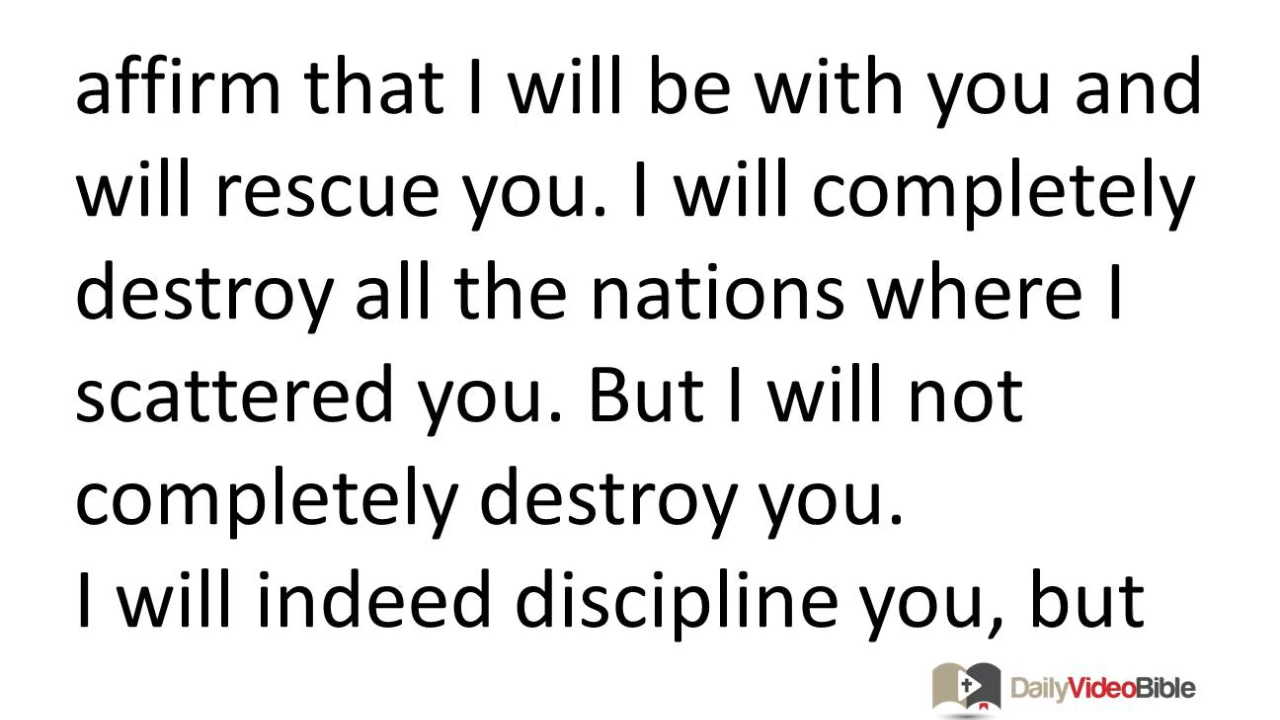 affirm that I will be with you and
will rescue you. I will completely
destroy all the nations where I
scattered you. But I will not
completely destroy you.
I will indeed discipline you, but
DailyVideoBible